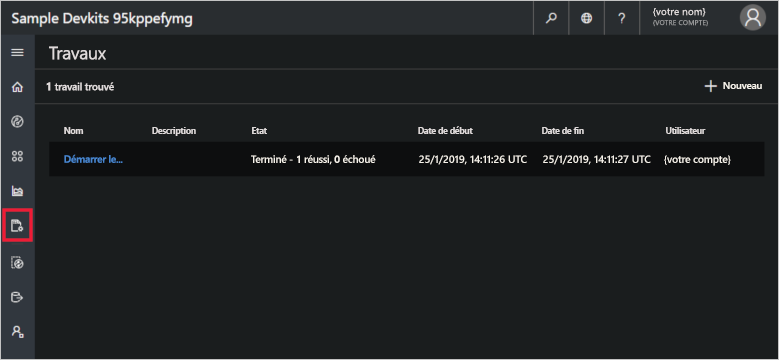 Sample Devkits 95kppefymg
?
{votre nom}
(VOTRE COMPTE)
Travaux
1 travail trouvé
Nouveau
Nom Description Etat Date de début Date de fin Utilisateur
Démarrer le... Terminé - 1 réussi, 0 échoué 25/1/2019, 14:11:26 UTC 25/1/2019, 14:11:27 UTC {votre compte}